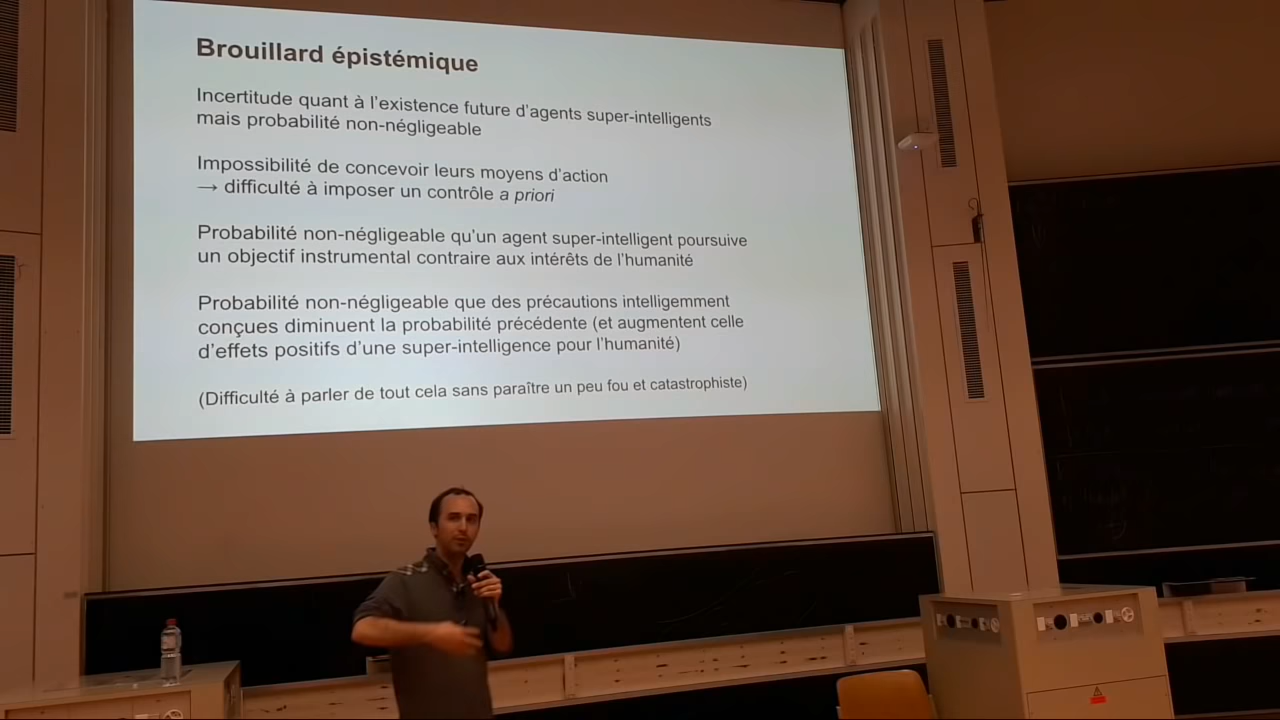 Brouillard épistémique
Incertitude quant à l'existence future d'agents super-intelligents
mais probabilité non-négligeable
Impossibilité de concevoir leurs moyens d'action
→ difficulté à imposer un contrôle a priori
Probabilité non-négligeable qu'un agent super-intelligent poursuive
un objectif instrumental contraire aux intérêts de l'humanité
Probabilité non-négligeable que des précautions intelligemment
conçues diminuent la probabilité précédente (et augmentent celle
d'effets positifs d'une super-intelligence pour l'humanité)
(Difficulté à parler de tout cela sans paraître un peu fou et catastrophiste)